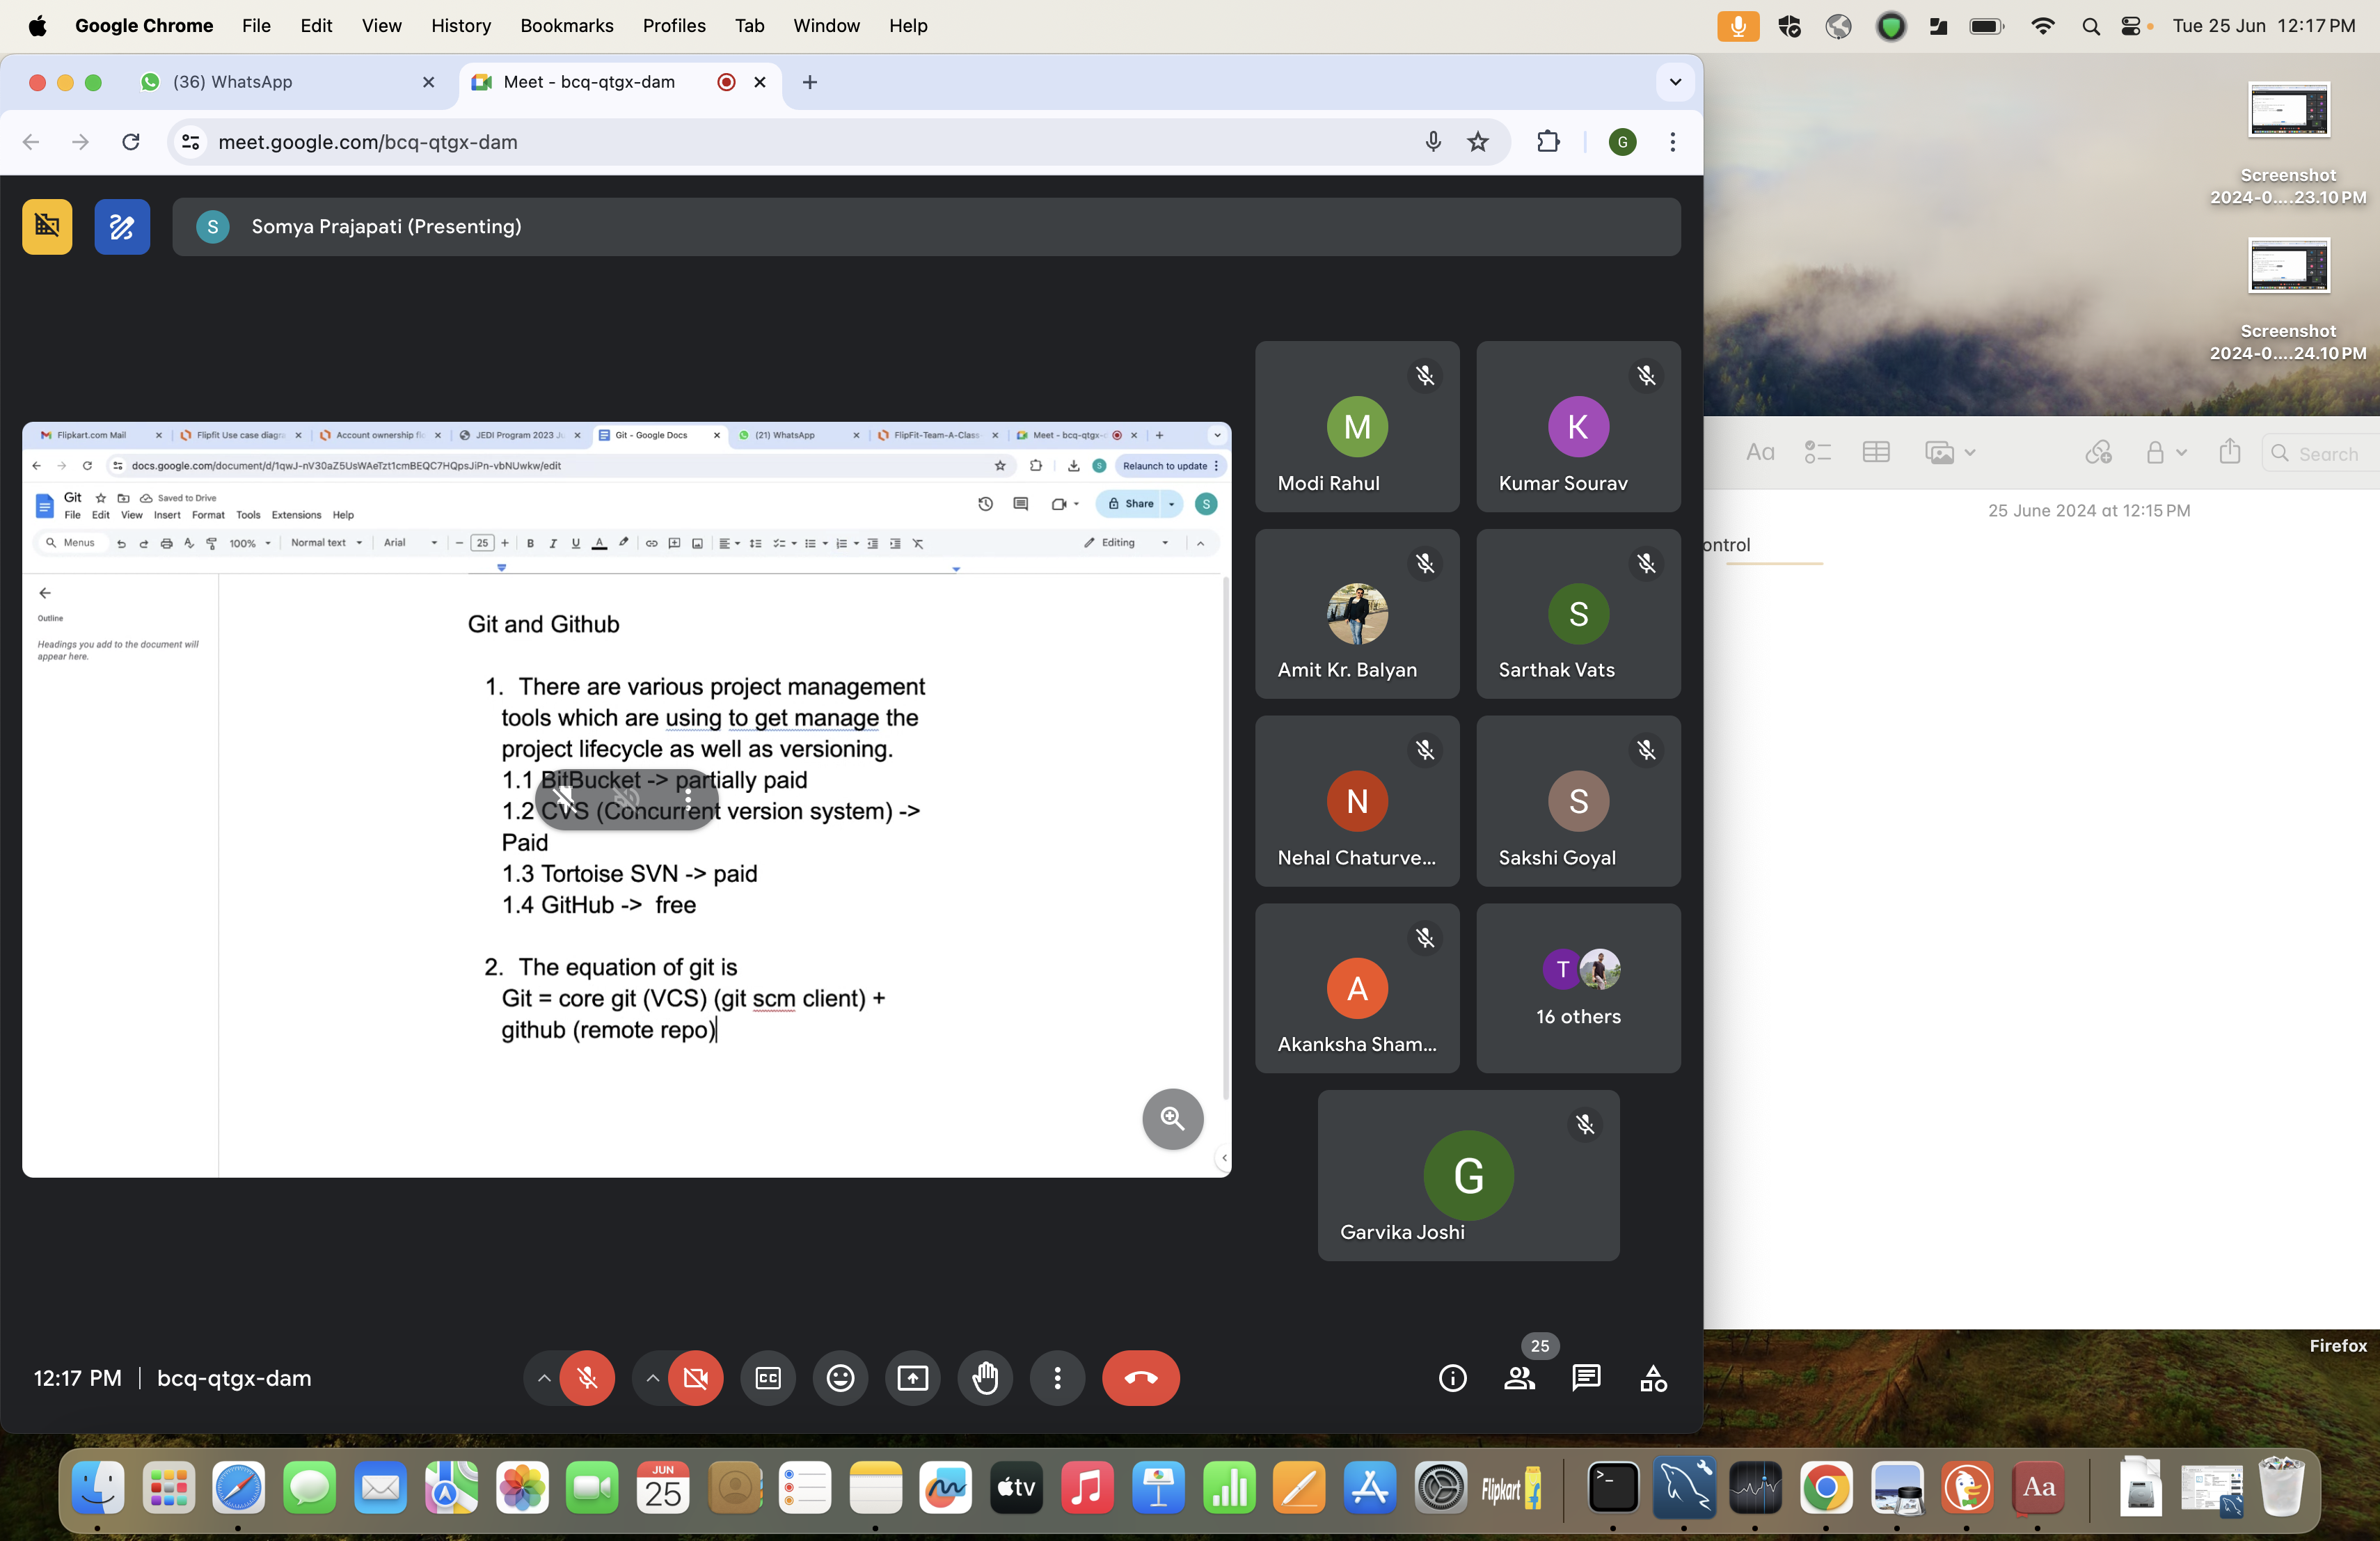 Google Chrome File Edit View History Bookmarks Profiles Tab Window Help
Tue 25 Jun 12:17 PM
(36) WhatsApp
Meet - bcq-qtgx-dam
meet.google.com/bcq-qtgx-dam
G
S Somya Prajapati (Presenting)
Screenshot
2024-0....23.10 PM
Screenshot
2024-0....24.10 PM
Flipkart.com Mail
Flipfit Use case diagra
Account ownership fl
JEDI Program 2023 J
Git - Google Docs
(21) WhatsApp
FlipFit-Team-A-Class
Meet - bcq-qtgx-
docs.google.com/document/d/1qwJ-nV30aZ5UsWAeTzt1cmBEQC7HQpsJiPn-vbNUwkw/edit
S
Relaunch to update
Git
Saved to Drive
File Edit View Insert Format Tools Extensions Help
Share
S
Menus
100%
Normal text
Arial
25
B I U A
Editing
Outline
Headings you add to the document will
appear here.
Git and Github
1. There are various project management
tools which are using to get manage the
project lifecycle as well as versioning.
1.1 BitBucket -> partially paid
1.2 CVS (Concurrent version system) ->
Paid
1.3 Tortoise SVN -> paid
1.4 GitHub -> free
2. The equation of git is
Git = core git (VCS) (git scm client) +
github (remote repo)
M
Modi Rahul
K
Kumar Sourav
Amit Kr. Balyan
S
Sarthak Vats
N
Nehal Chaturve...
S
Sakshi Goyal
A
Akanksha Sham...
T
16 others
G
Garvika Joshi
Aa
Search
25 June 2024 at 12:15 PM
ontrol
Firefox
12:17 PM | bcq-qtgx-dam
CC
25
JUN
25
tv
Flipkart
>_
Aa